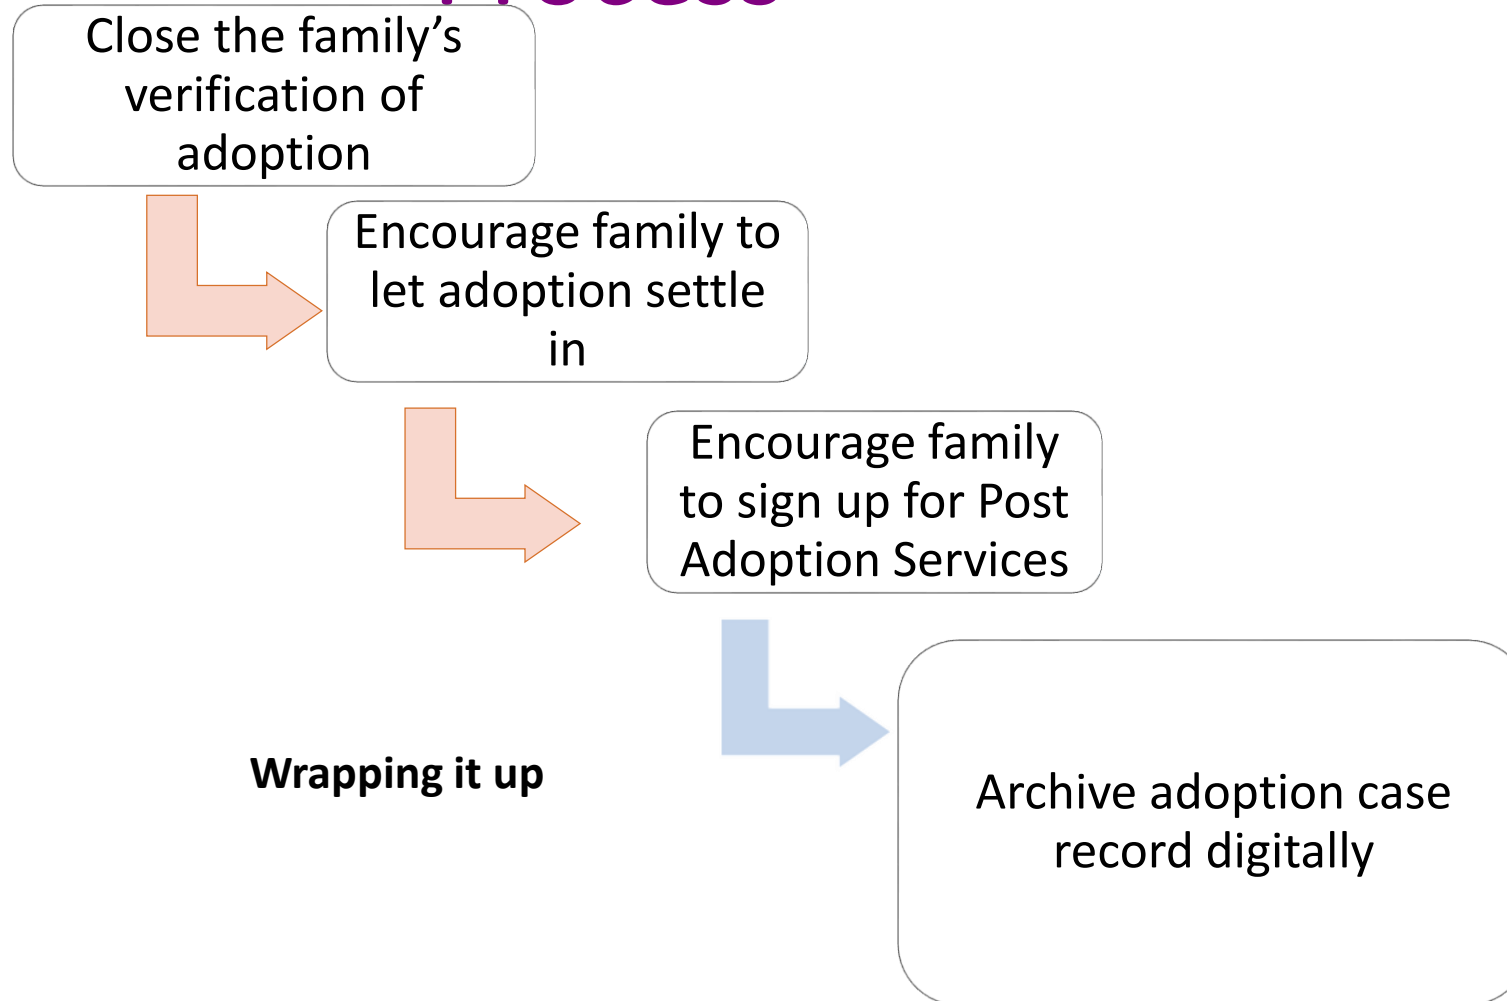 Process
Close the family’s
verification of
adoption
Encourage family to
let adoption settle
in
Encourage family
to sign up for Post
Adoption Services
Wrapping it up
Archive adoption case
record digitally